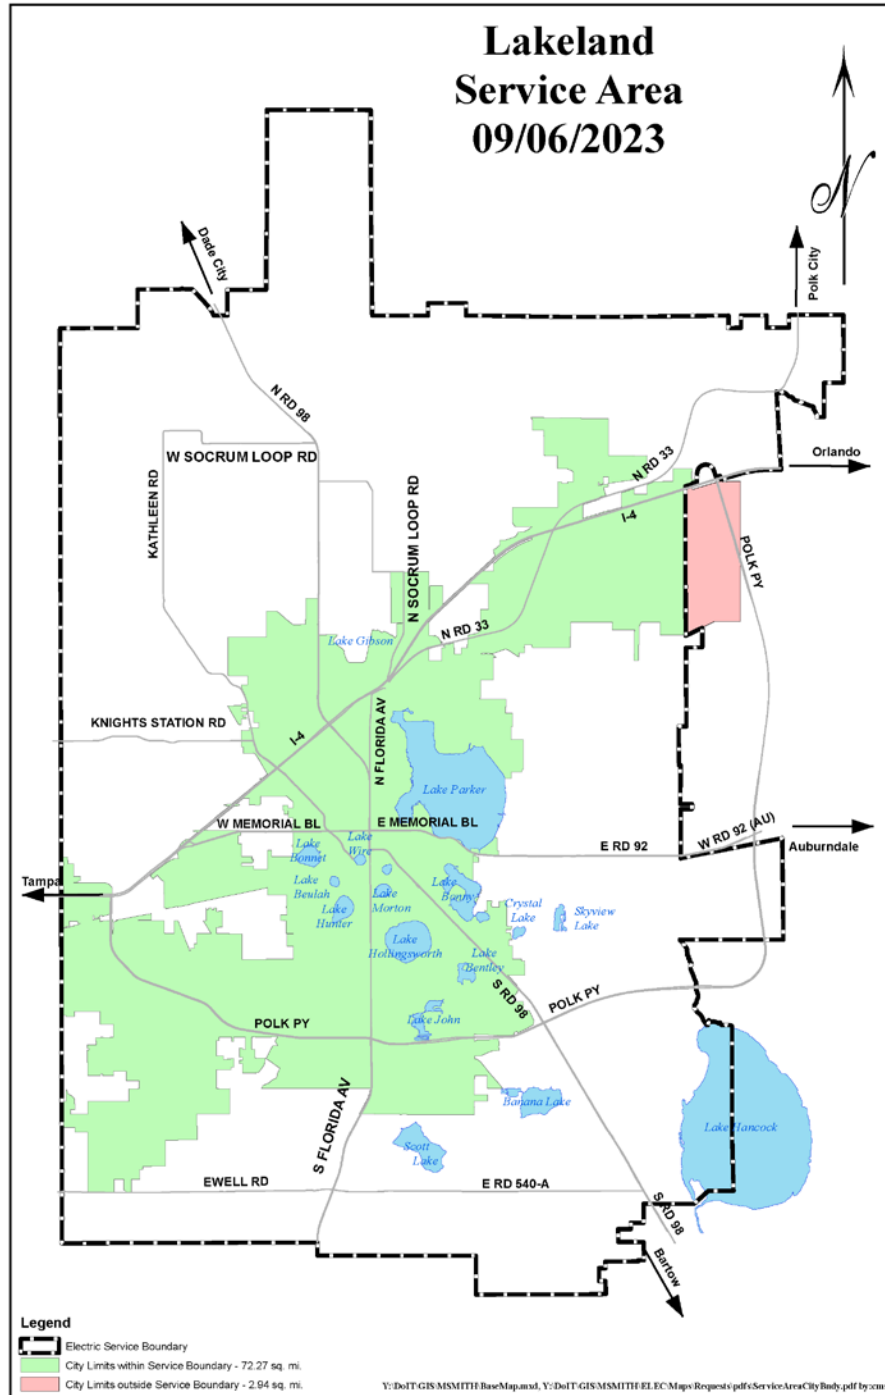 Lakeland
Service Area
09/06/2023
N
Dade City
Polk City
N RD 98
W SOCRUM LOOP RD
KATHLEEN RD
N SOCRUM LOOP RD
N RD 33
Orlando
I-4
POLK PY
N RD 33
Lake Gibson
KNIGHTS STATION RD
I-4
N FLORIDA AV
Lake Parker
W MEMORIAL BL
E MEMORIAL BL
E RD 92
W RD 92 (AU)
Auburndale
Lake
Wire
Lake
Bonnet
Tampa
Lake
Beulah
Lake
Morton
Lake
Bonny
Lake
Hunter
Crystal
Lake
Skyview
Lake
Lake
Hollingsworth
Lake
Bentley
S RD 98
POLK PY
POLK PY
Lake John
S FLORIDA AV
Banana Lake
Lake Hancock
Scott
Lake
EWELL RD
E RD 540-A
S RD 98
Bartow
Legend
Electric Service Boundary
City Limits within Service Boundary - 72.27 sq. mi.
City Limits outside Service Boundary - 2.94 sq. mi.